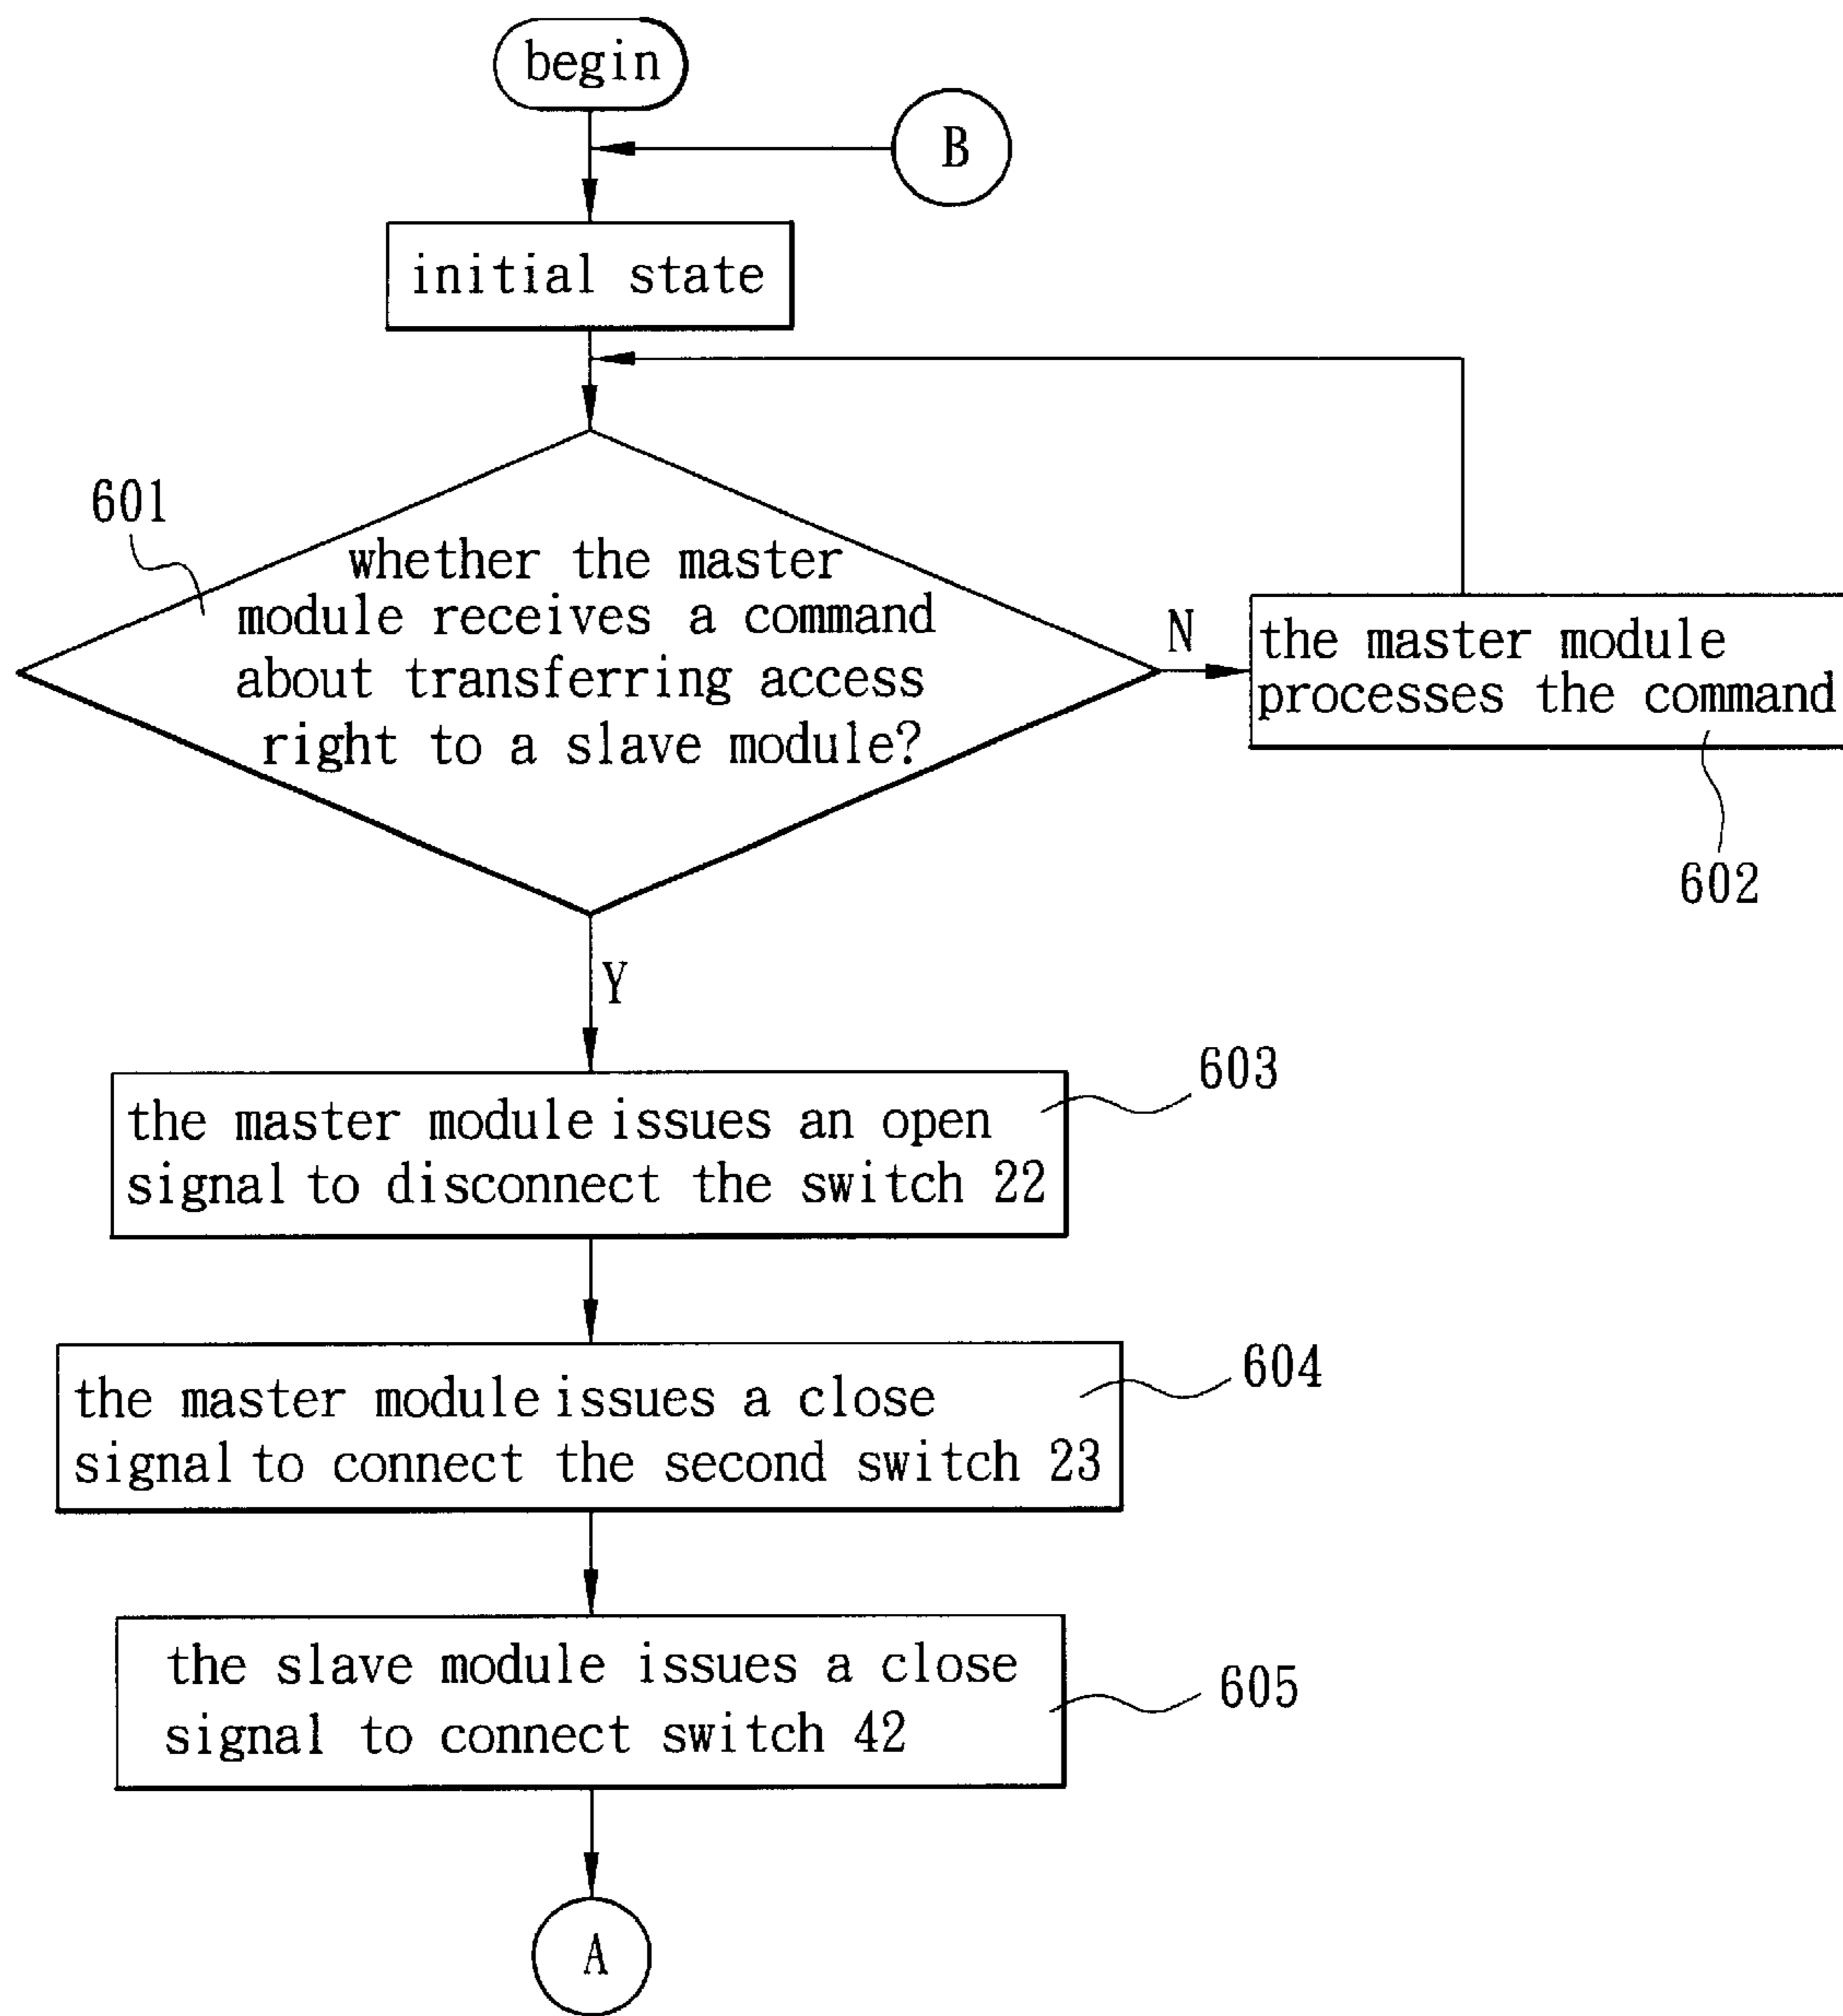 begin
B
initial state
601
whether the master
module receives a command
about transferring access
right to a slave module?
N
the master module
processes the command
602
Y
603
the master module issues an open
signal to disconnect the switch 22
604
the master module issues a close
signal to connect the second switch 23
the slave module issues a close
signal to connect switch 42
605
A